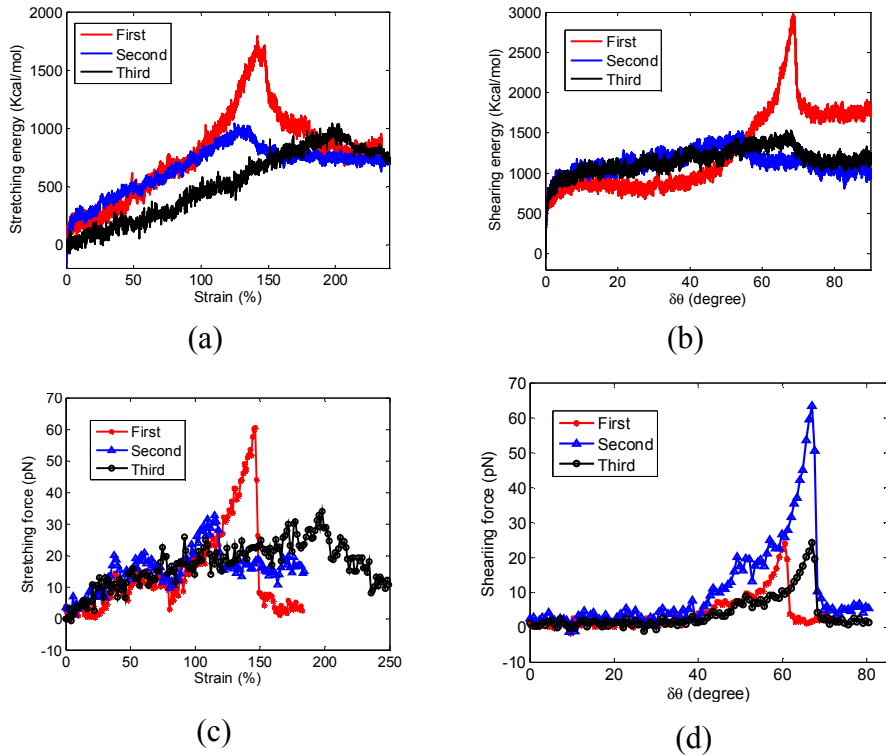 2000
1500
1000
500
0
Stretching energy (Kcal/mol)
First
Second
Third
0 50 100 150 200
Strain (%)
(a)
3000
2500
2000
1500
1000
500
0
Shearing energy (Kcal/mol)
First
Second
Third
0 20 40 60 80
δθ (degree)
(b)
70
60
50
40
30
20
10
0
-10
Stretching force (pN)
First
Second
Third
0 50 100 150 200 250
Strain (%)
(c)
70
60
50
40
30
20
10
0
-10
Shearing force (pN)
First
Second
Third
0 20 40 60 80
δθ (degree)
(d)